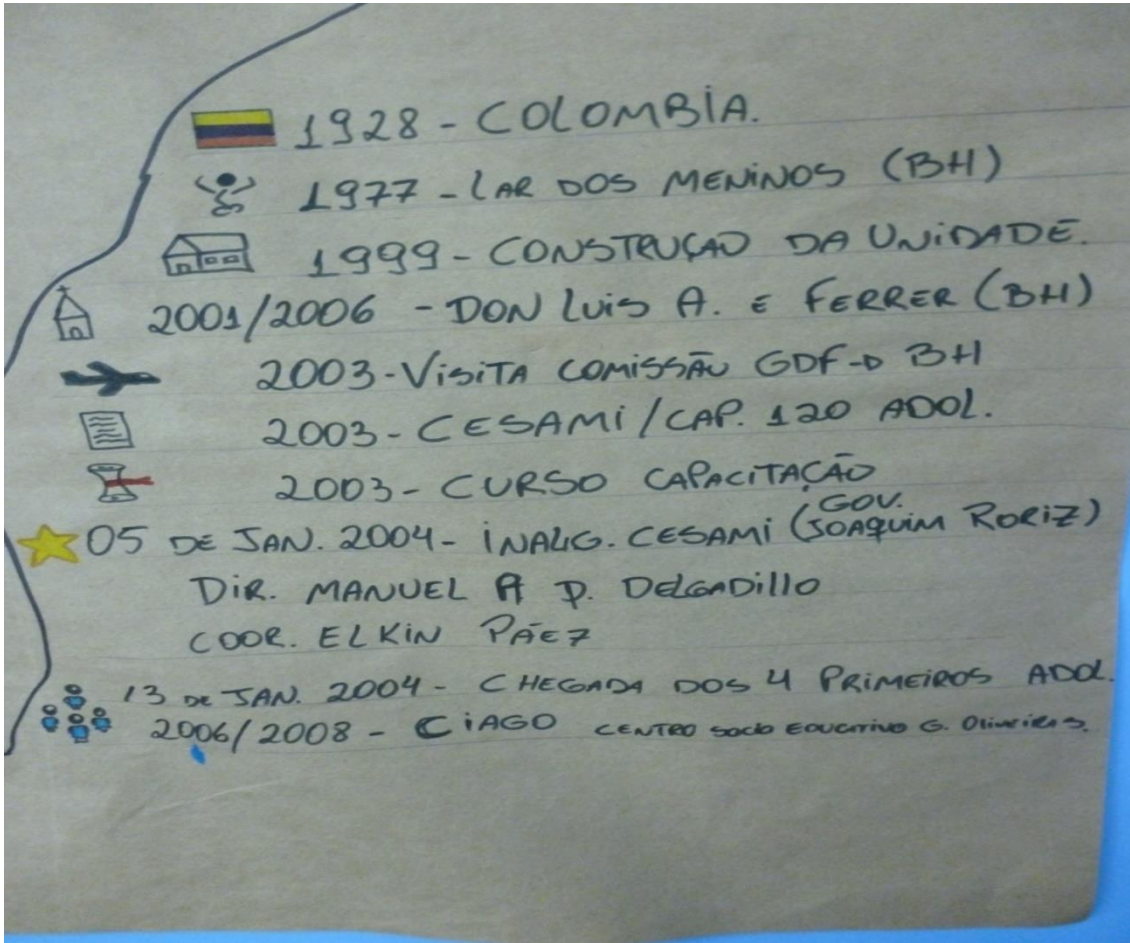 1928 - COLOMBIA.
1977 - LAR DOS MENINOS (BH)
1999 - CONSTRUÇAO DA UNIDADE.
2001/2006 - DON LUIS A. E FERRER (BH)
2003 - VISITA COMISSÃO GDF-D BH
2003 - CESAMI/CAP. 120 ADOL.
2003 - CURSO CAPACITAÇÃO
05 DE JAN. 2004 - INAUG. CESAMI (GOV. JOAQUIM RORIZ)
DIR. MANUEL A P. DELGADILLO
COOR. ELKIN PÁEZ
13 DE JAN. 2004 - CHEGADA DOS 4 PRIMEIROS ADOL.
2006/2008 - CIAGO CENTRO SOCIO EDUCATIVO G.